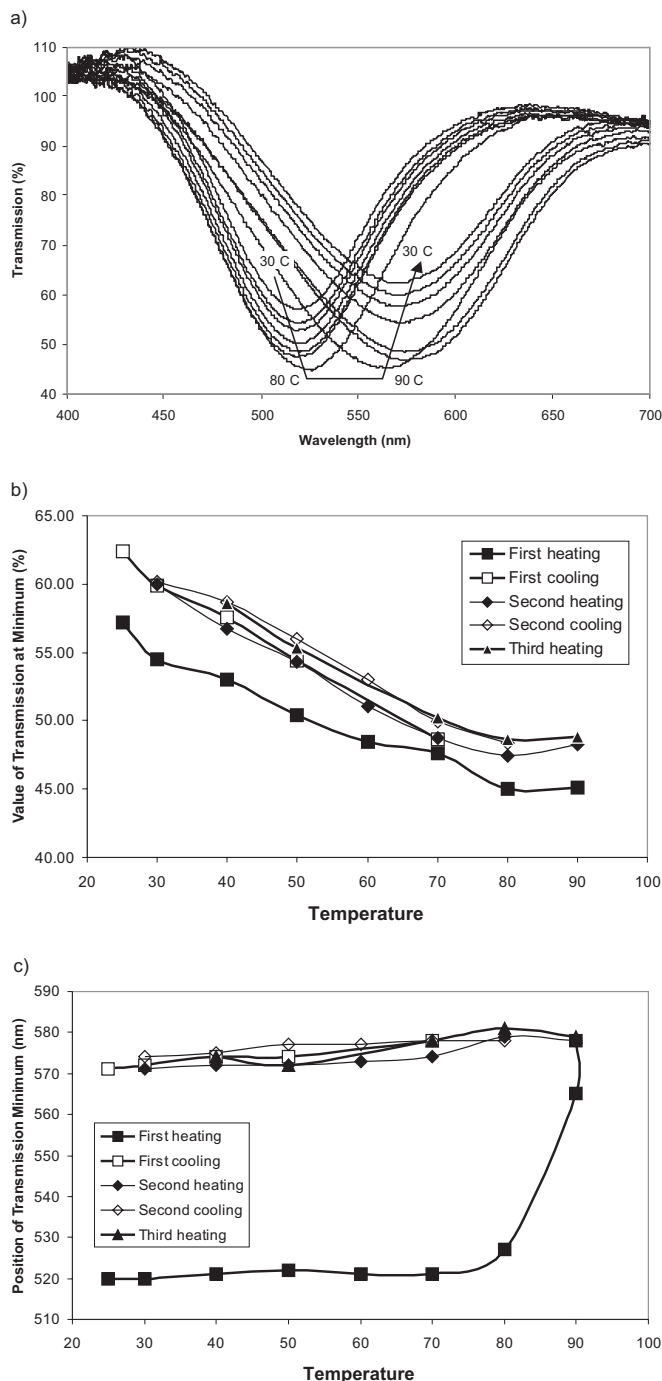 a)
110
100
90
80
70
60
50
40
Transmission (%)
30 C
30 C
80 C
90 C
400
450
500
550
600
650
700
Wavelength (nm)
b)
65.00
60.00
55.00
50.00
45.00
40.00
Value of Transmission at Minimum (%)
First heating
First cooling
Second heating
Second cooling
Third heating
20
30
40
50
60
70
80
90
100
Temperature
c)
590
580
570
560
550
540
530
520
510
Position of Transmission Minimum (nm)
First heating
First cooling
Second heating
Second cooling
Third heating
20
30
40
50
60
70
80
90
100
Temperature